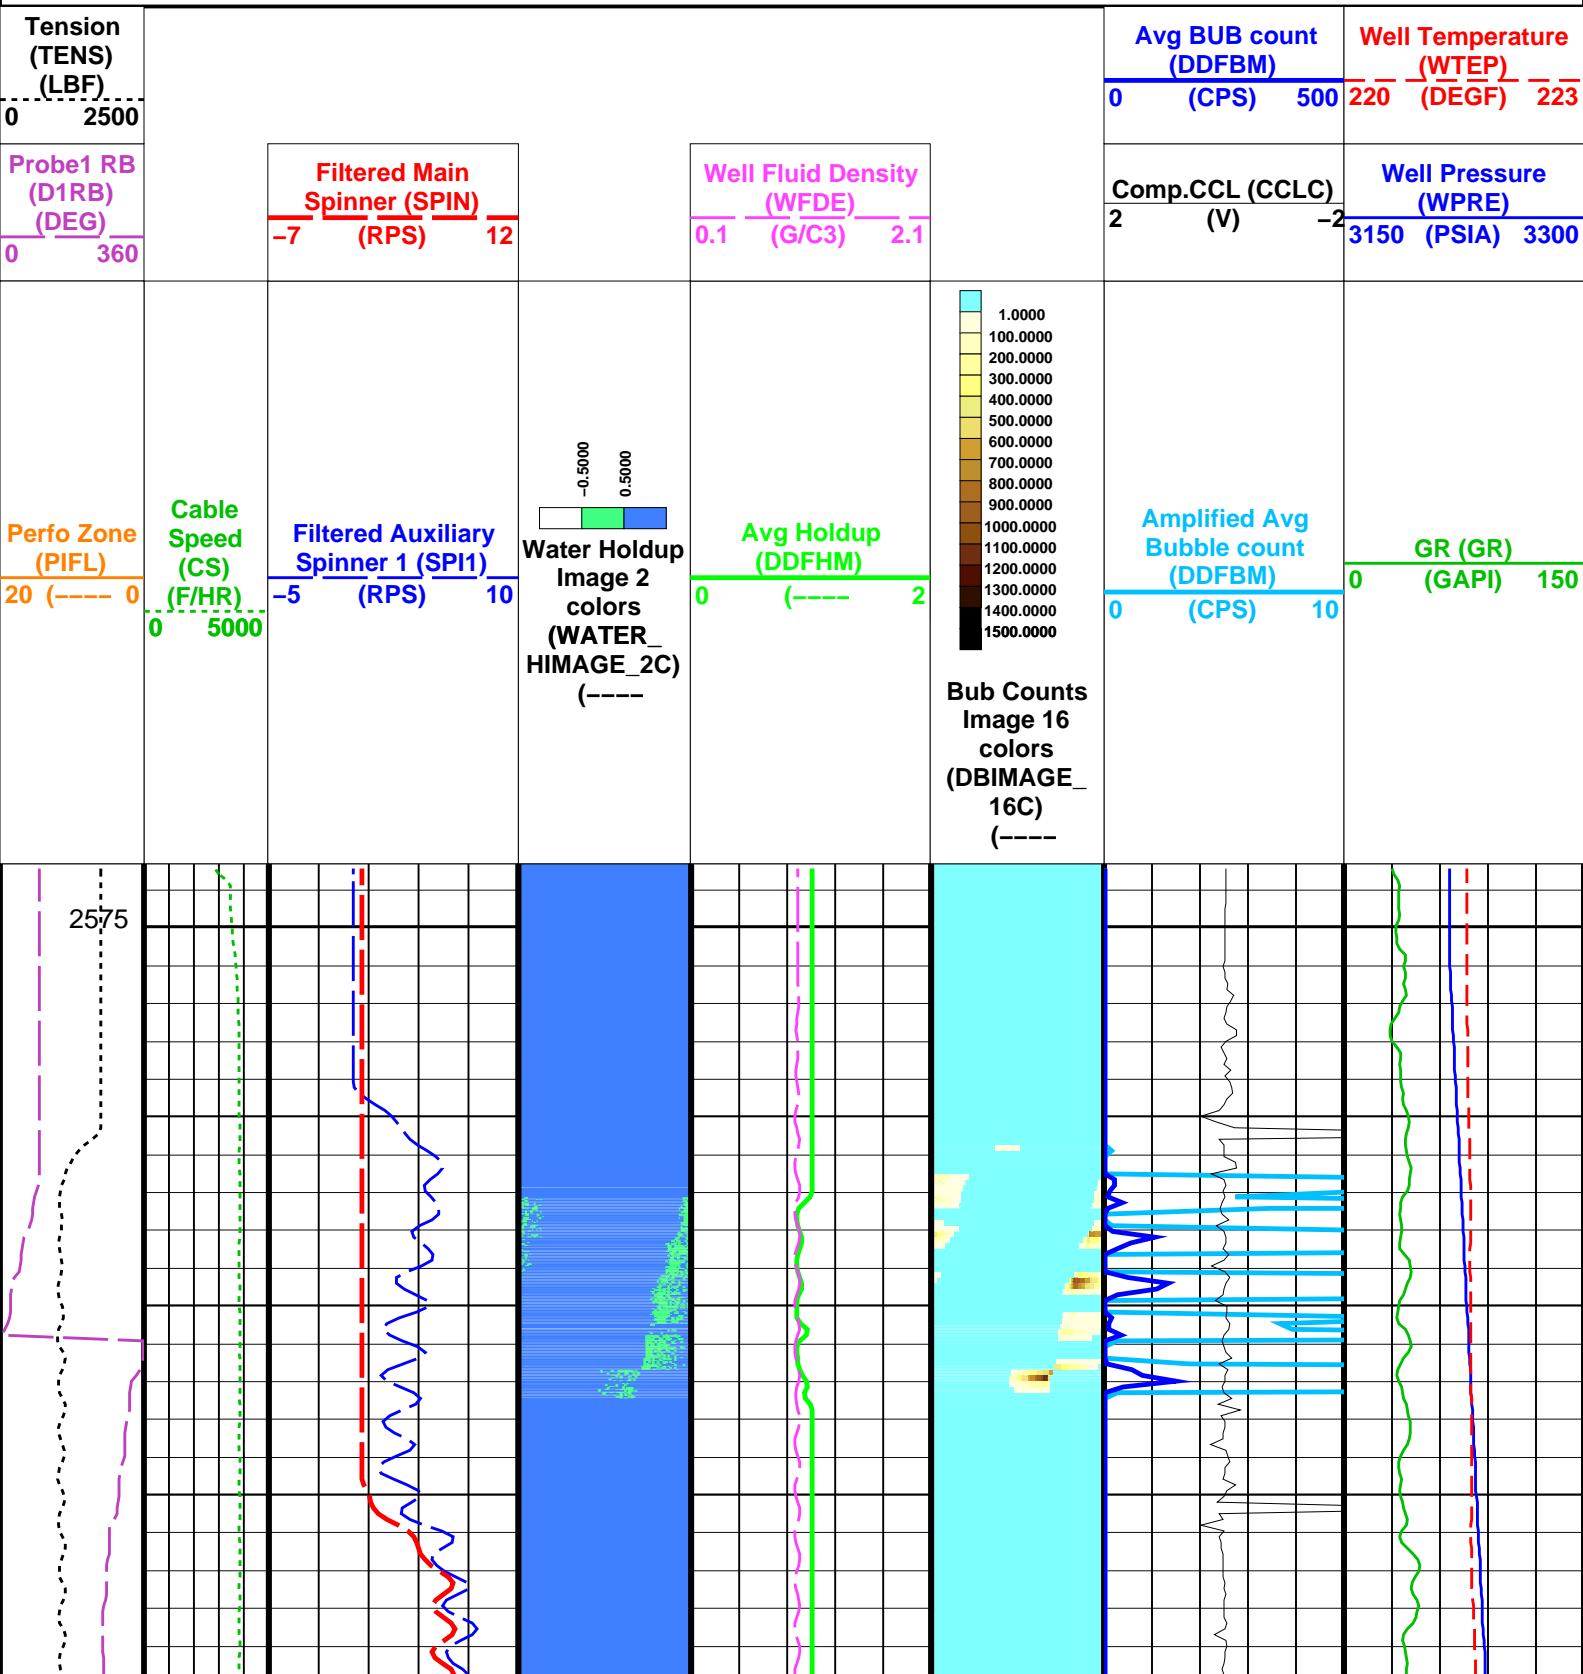 Tension
(TENS)
(LBF)
0 2500
Probe1 RB
(D1RB)
(DEG)
0 360
Perfo Zone
(PIFL)
20 (−−−− 0
Cable
Speed
(CS)
(F/HR)
0 5000
Filtered Main
Spinner (SPIN)
−7 (RPS) 12
Filtered Auxiliary
Spinner 1 (SPI1)
−5 (RPS) 10
−0.5000
0.5000
Water Holdup
Image 2
colors
(WATER_
HIMAGE_2C)
(−−−−
Well Fluid Density
(WFDE)
0.1 (G/C3) 2.1
Avg Holdup
(DDFHM)
0 (−−−− 2
1.0000
100.0000
200.0000
300.0000
400.0000
500.0000
600.0000
700.0000
800.0000
900.0000
1000.0000
1100.0000
1200.0000
1300.0000
1400.0000
1500.0000
Bub Counts
Image 16
colors
(DBIMAGE_
16C)
(−−−−
Avg BUB count
(DDFBM)
0 (CPS) 500
Comp.CCL (CCLC)
2 (V) −2
Amplified Avg
Bubble count
(DDFBM)
0 (CPS) 10
Well Temperature
(WTEP)
220 (DEGF) 223
Well Pressure
(WPRE)
3150 (PSIA) 3300
GR (GR)
0 (GAPI) 150
2575